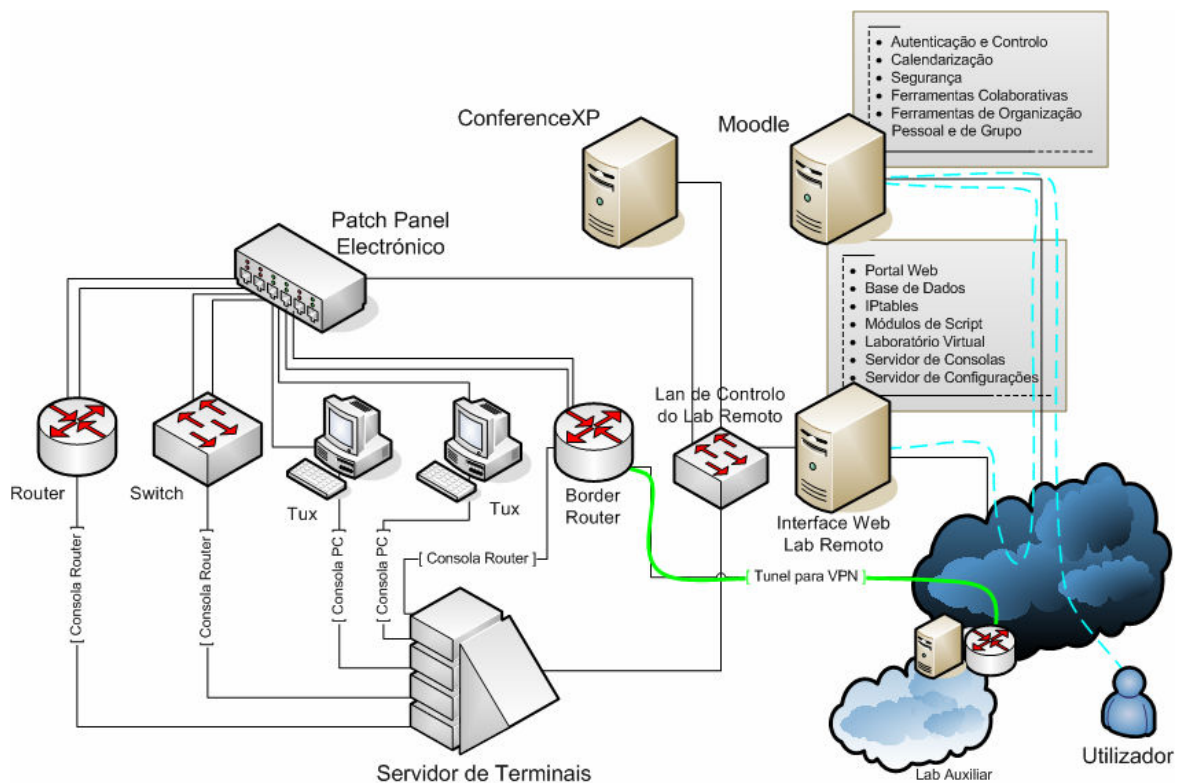 Autenticação e Controlo
Calendarização
Segurança
Ferramentas Colaborativas
Ferramentas de Organização
Pessoal e de Grupo
ConferenceXP
Moodle
Patch Panel
Electrónico
Portal Web
Base de Dados
IPtables
Módulos de Script
Laboratório Virtual
Servidor de Consolas
Servidor de Configurações
Lan de Controlo
do Lab Remoto
Router
Switch
Tux
Tux
Border
Router
Interface Web
Lab Remoto
[ Consola Router ]
[ Consola Router ]
[ Consola PC ]
[ Consola PC ]
[ Consola Router ]
[ Tunel para VPN ]
Servidor de Terminais
Lab Auxiliar
Utilizador